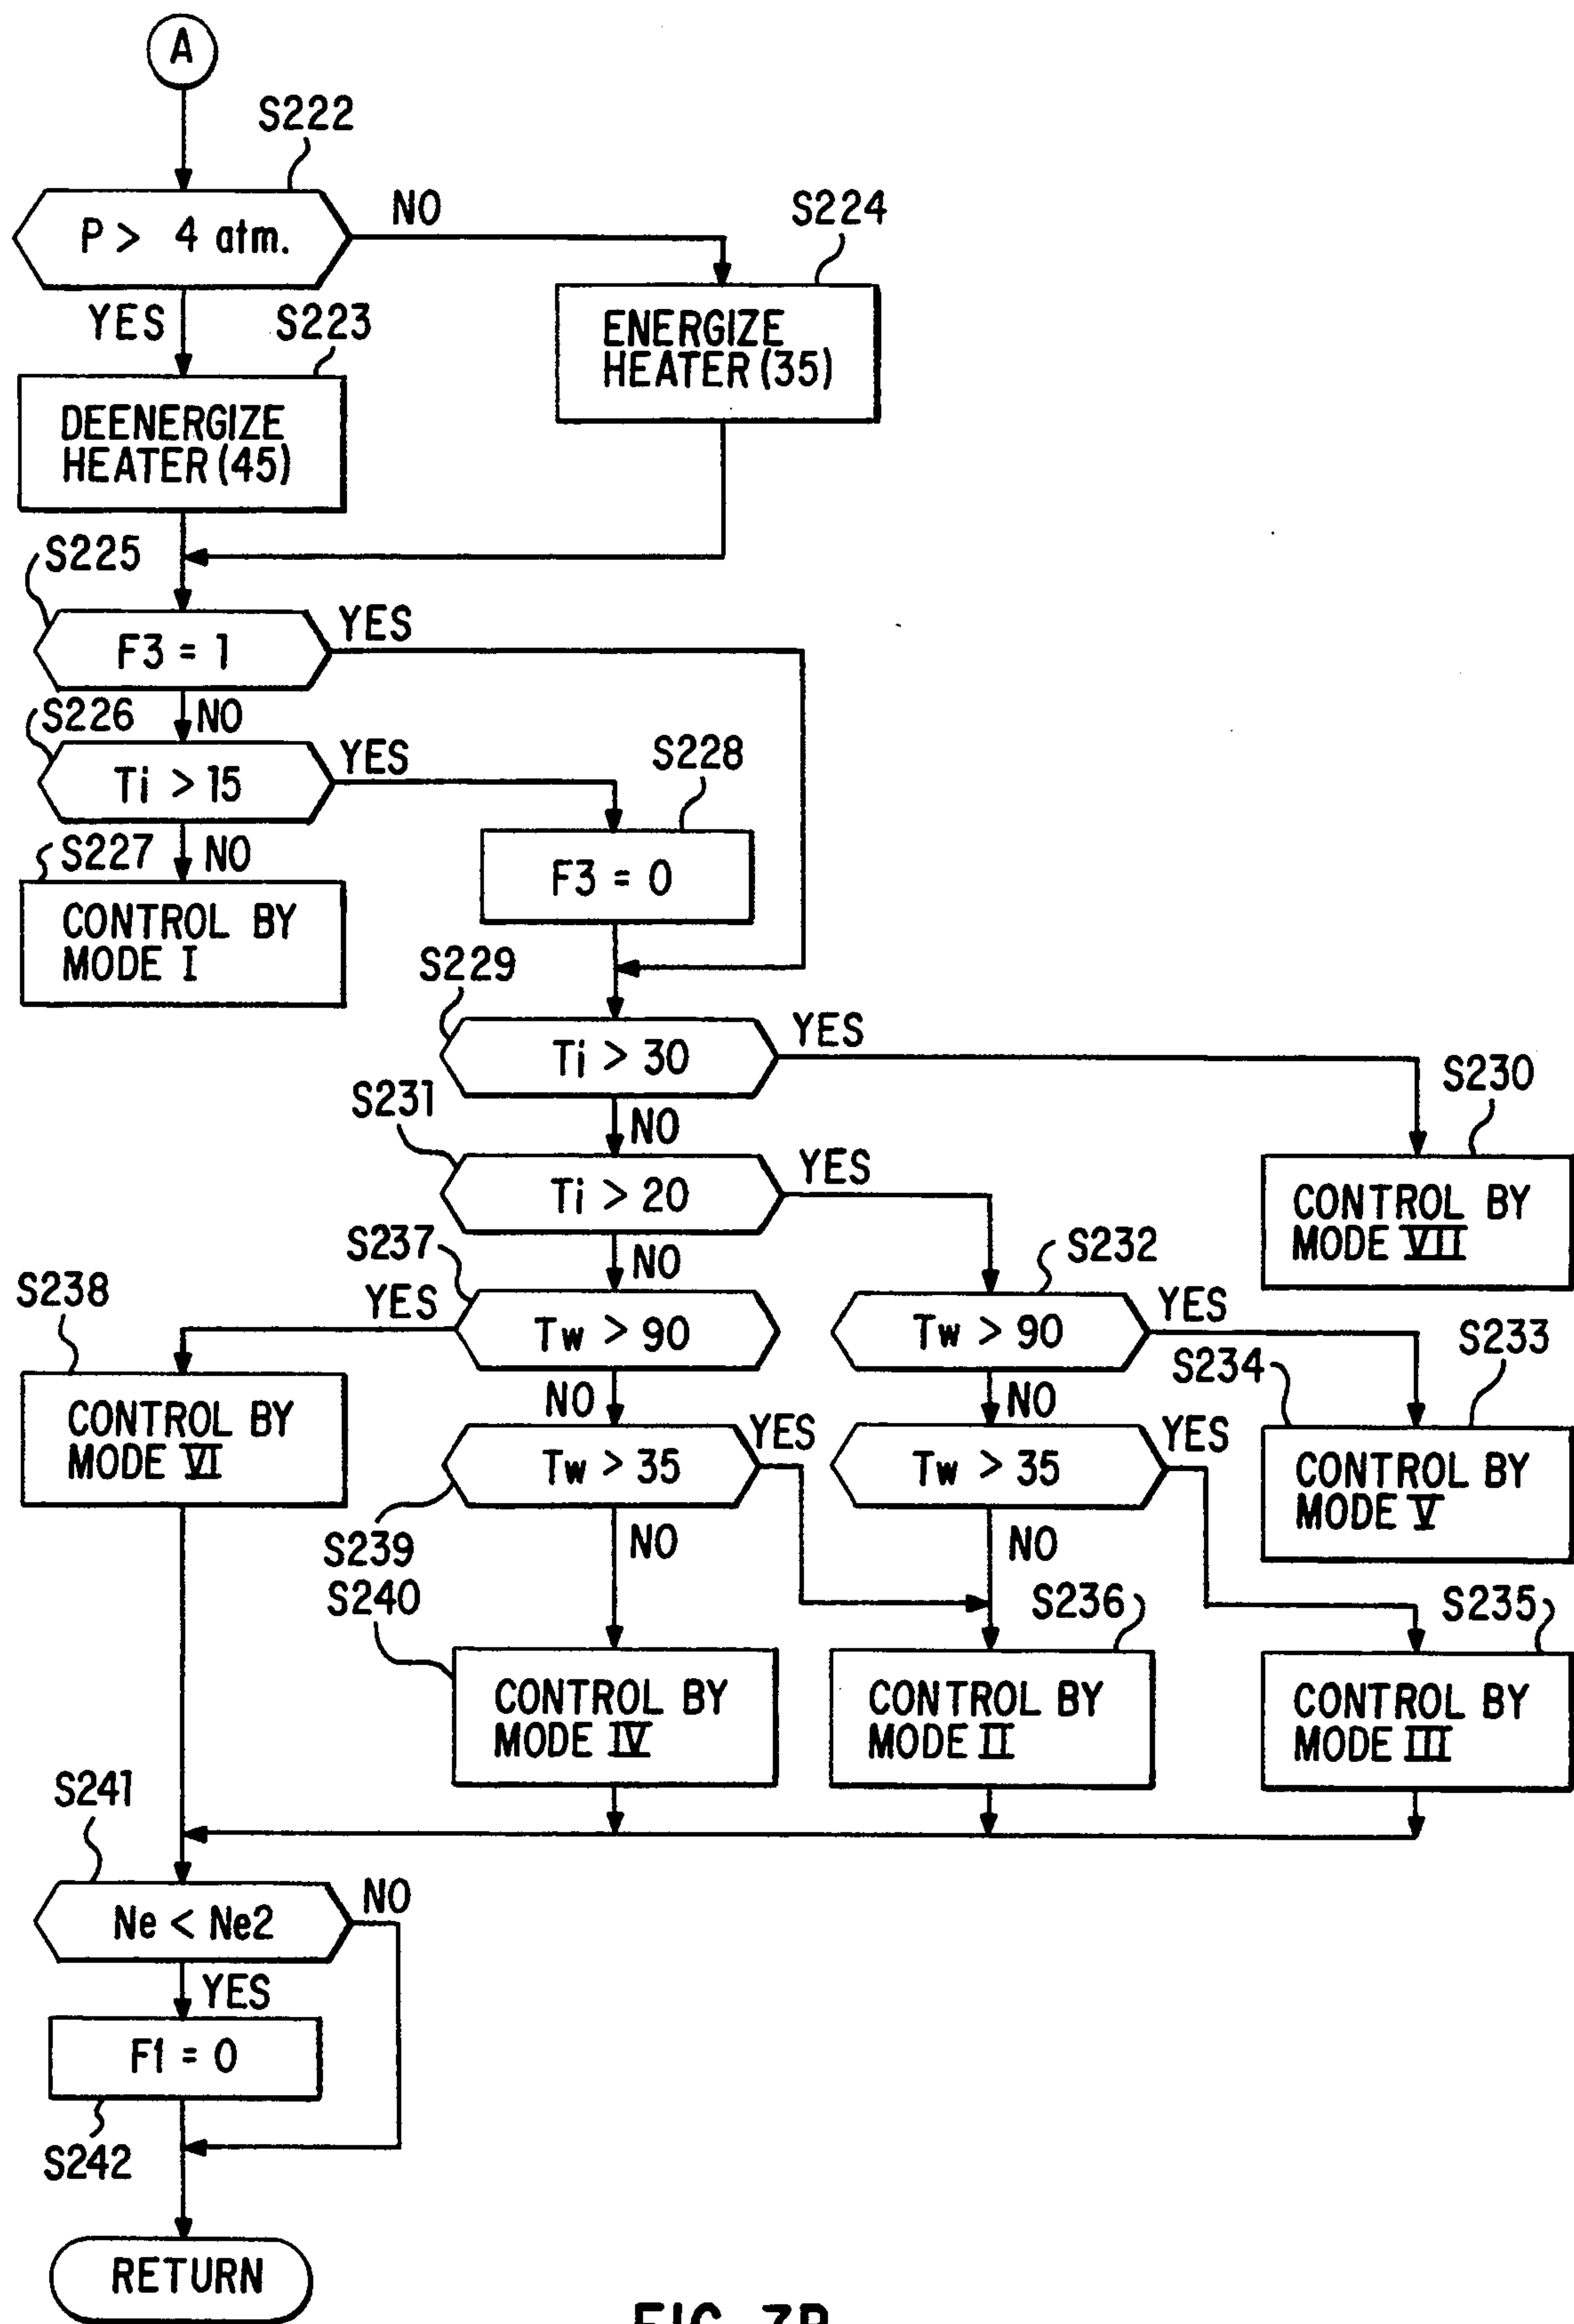 A
S222
P > 4 atm.
NO
S224
YES
S223
ENERGIZE
HEATER (35)
DEENERGIZE
HEATER (45)
S225
F3 = 1
YES
S226
NO
Ti > 15
YES
S228
S227
NO
F3 = 0
CONTROL BY
MODE I
S229
Ti > 30
YES
S230
S231
NO
Ti > 20
YES
CONTROL BY
MODE VII
S237
NO
S232
S238
YES
Tw > 90
Tw > 90
YES
S233
S234
CONTROL BY
MODE VI
NO
NO
YES
YES
Tw > 35
Tw > 35
CONTROL BY
MODE V
S239
NO
NO
S240
S236
S235
CONTROL BY
MODE IV
CONTROL BY
MODE II
CONTROL BY
MODE III
S241
Ne < Ne2
NO
YES
F1 = 0
S242
RETURN